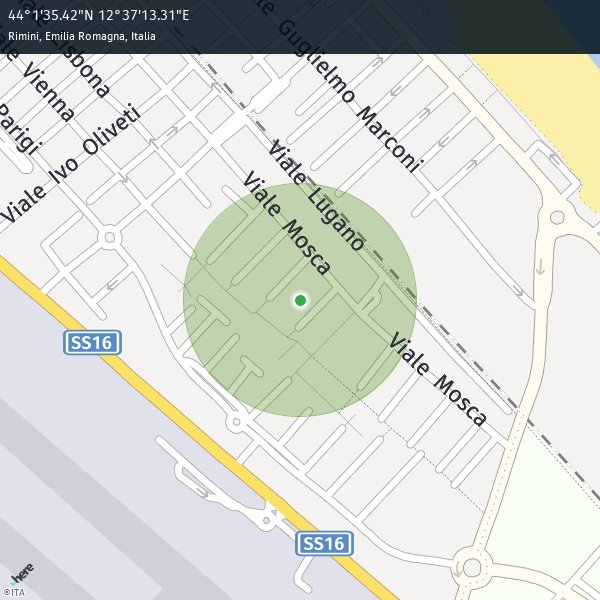 44°1'35.42"N 12°37'13.31"E
Rimini, Emilia Romagna, Italia
Viale Guglielmo Marconi
Lisbona
Viale Vienna
Parigi
Viale Ivo Oliveti
Viale Lugano
Viale Mosca
SS16
Viale Mosca
SS16
here
©ITA